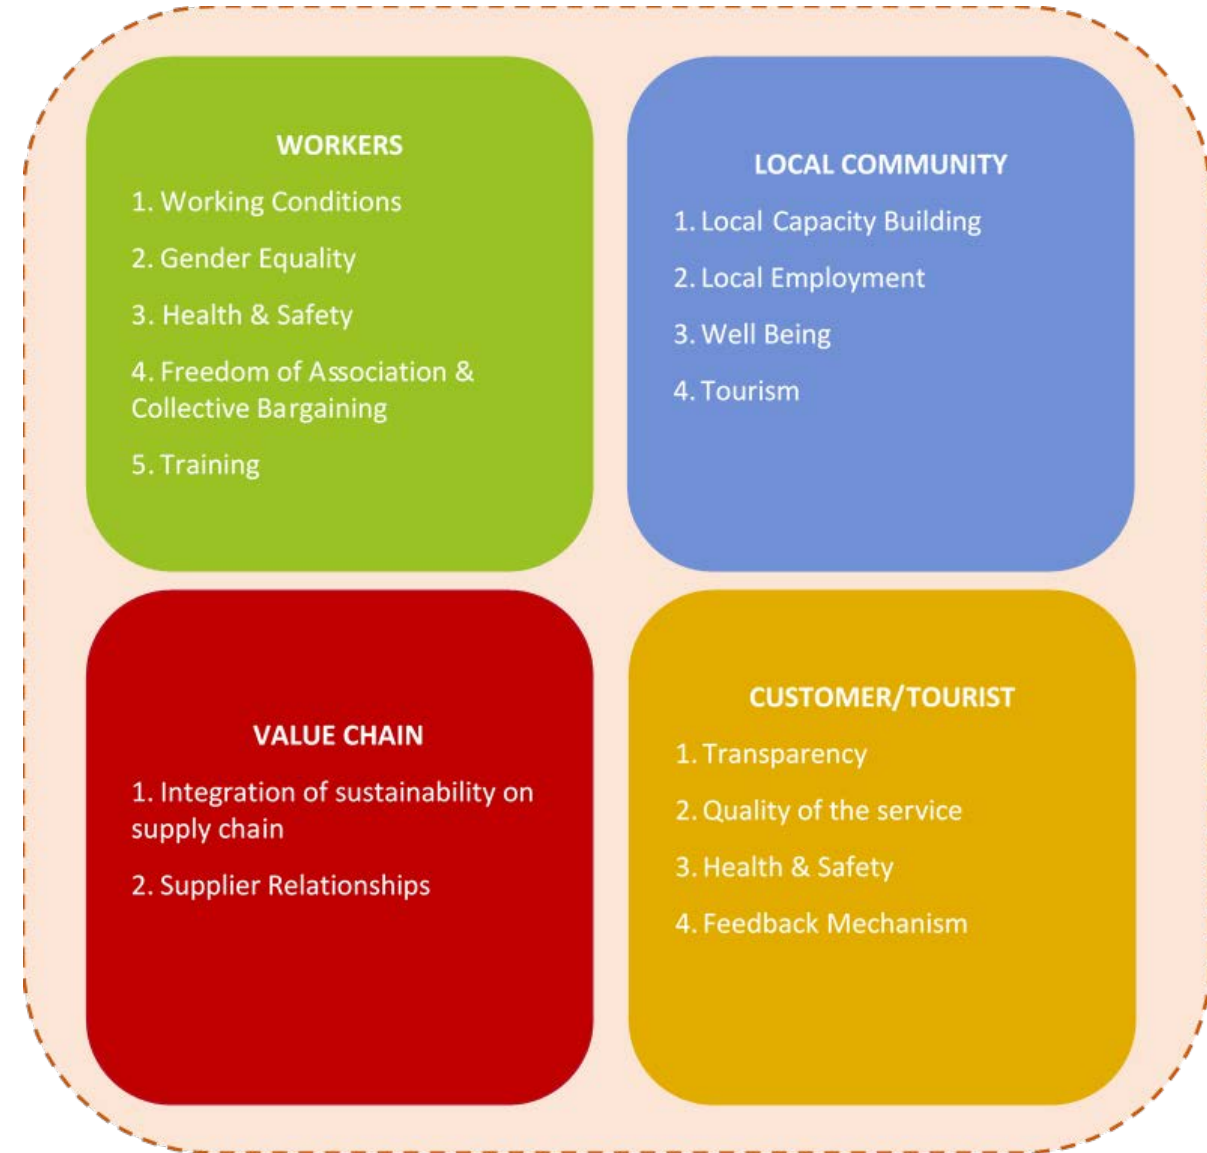 WORKERS
1. Working Conditions
2. Gender Equality
3. Health & Safety
4. Freedom of Association &
Collective Bargaining
5. Training
LOCAL COMMUNITY
1. Local Capacity Building
2. Local Employment
3. Well Being
4. Tourism
VALUE CHAIN
1. Integration of sustainability on
supply chain
2. Supplier Relationships
CUSTOMER/TOURIST
1. Transparency
2. Quality of the service
3. Health & Safety
4. Feedback Mechanism